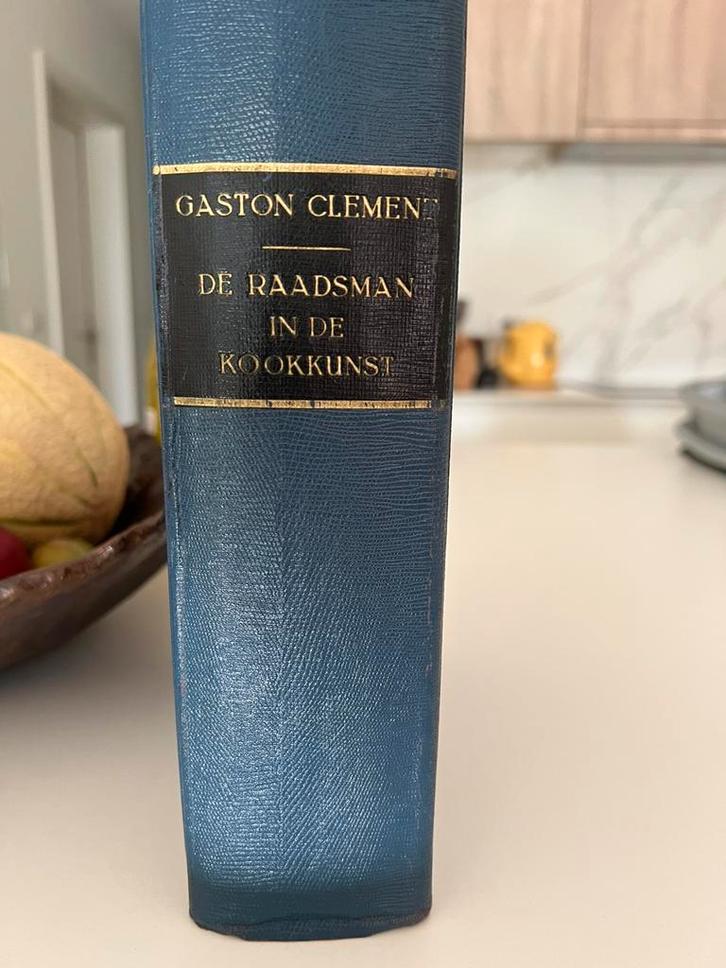 GASTON CLEMENT
DE RAADSMAN
IN DE
KOOKKUNST